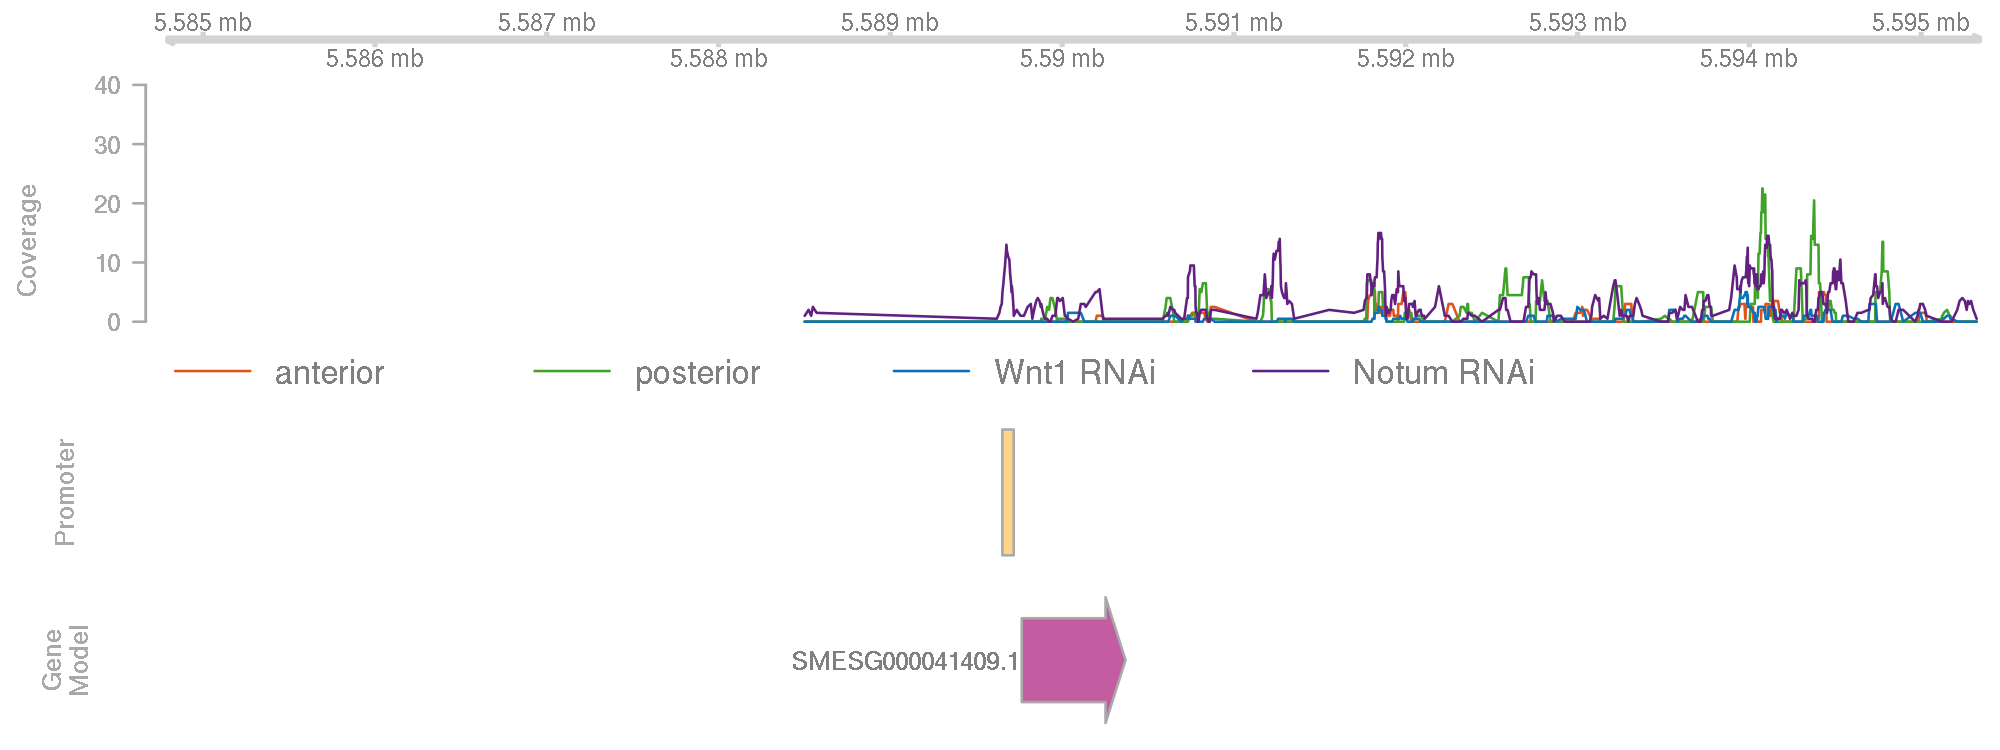 5.585 mb 5.587 mb 5.589 mb 5.591 mb 5.593 mb 5.595 mb
5.586 mb 5.588 mb 5.59 mb 5.592 mb 5.594 mb
40
30
20
10
0
Coverage
anterior posterior Wnt1 RNAi Notum RNAi
Promoter
Gene
Model
SMESG000041409.1